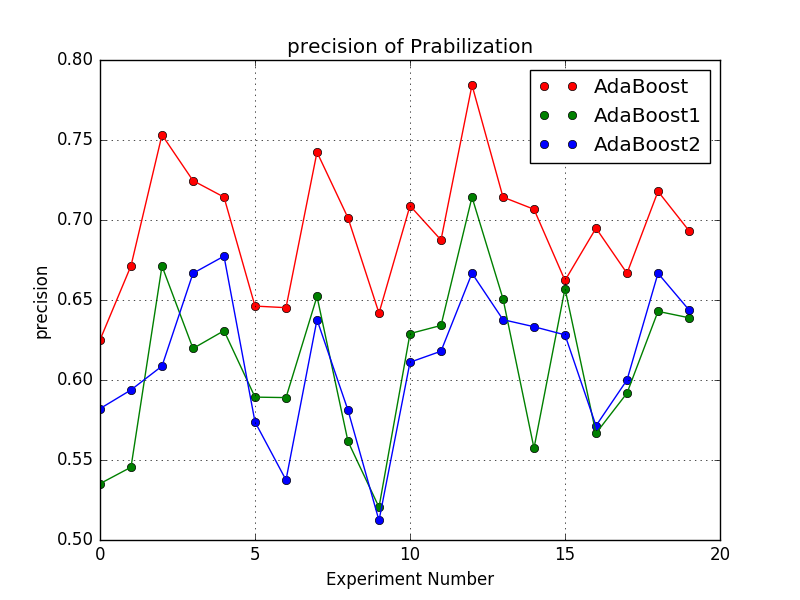 precision of Prabilization
0.80
0.75
0.70
0.65
0.60
0.55
0.50
precision
AdaBoost
AdaBoost1
AdaBoost2
0 5 10 15 20
Experiment Number